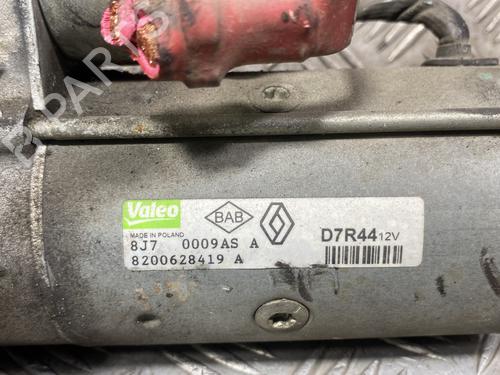 Valeo
BAB
MADE IN POLAND
D7R44 12V
8J7 0009AS A
8200628419 A
B PARTS